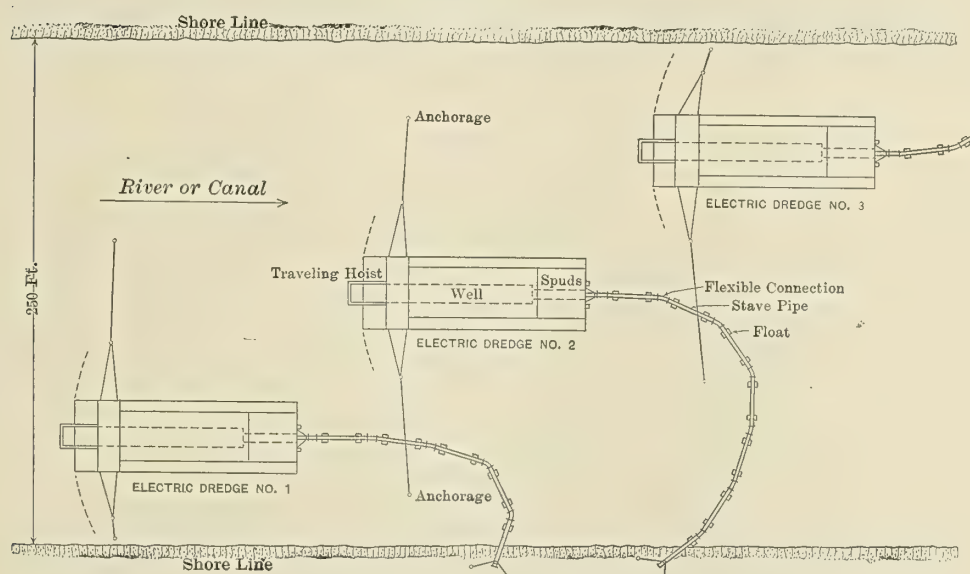 Shore Line
Anchorage
River or Canal
ELECTRIC DREDGE NO. 3
250-Ft.
Traveling Hoist
Well
Spuds
Flexible Connection
Stave Pipe
Float
ELECTRIC DREDGE NO. 2
ELECTRIC DREDGE NO. 1
Anchorage
Shore Line